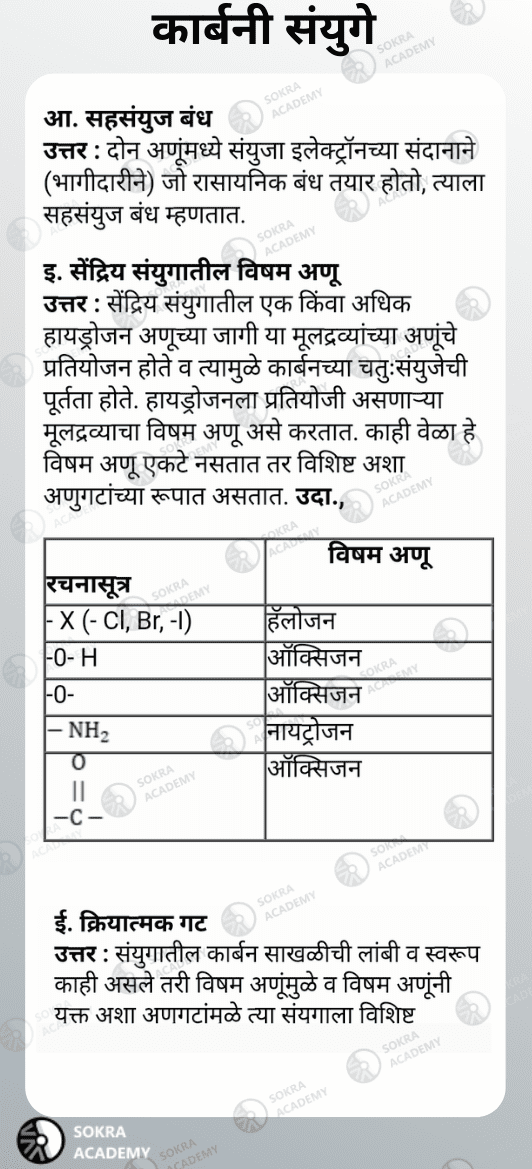 कार्बनी संयुगे
आ. सहसंयुज बंध
उत्तर : दोन अणूंमध्ये संयुजा इलेक्ट्रॉनच्या संदानाने
(भागीदारीने) जो रासायनिक बंध तयार होतो, त्याला
सहसंयुज बंध म्हणतात.
इ. सेंद्रिय संयुगातील विषम अणू
उत्तर : सेंद्रिय संयुगातील एक किंवा अधिक
हायड्रोजन अणूच्या जागी या मूलद्रव्यांच्या अणूंचे
प्रतियोजन होते व त्यामुळे कार्बनच्या चतु:संयुजेची
पूर्तता होते. हायड्रोजनला प्रतियोजी असणाऱ्या
मूलद्रव्याचा विषम अणू असे करतात. काही वेळा हे
विषम अणू एकटे नसतात तर विशिष्ट अशा
अणुगटांच्या रूपात असतात. उदा.,
रचनासूत्र विषम अणू
- X (- Cl, Br, -I) हॅलोजन
-0- H ऑक्सिजन
-0- ऑक्सिजन
– NH₂ नायट्रोजन
O ऑक्सिजन
||
–C –
ई. क्रियात्मक गट
उत्तर : संयुगातील कार्बन साखळीची लांबी व स्वरूप
काही असले तरी विषम अणूंमुळे व विषम अणूंनी
यक्त अशा अणगटांमळे त्या संयगाला विशिष्ट
SOKRA
ACADEMY